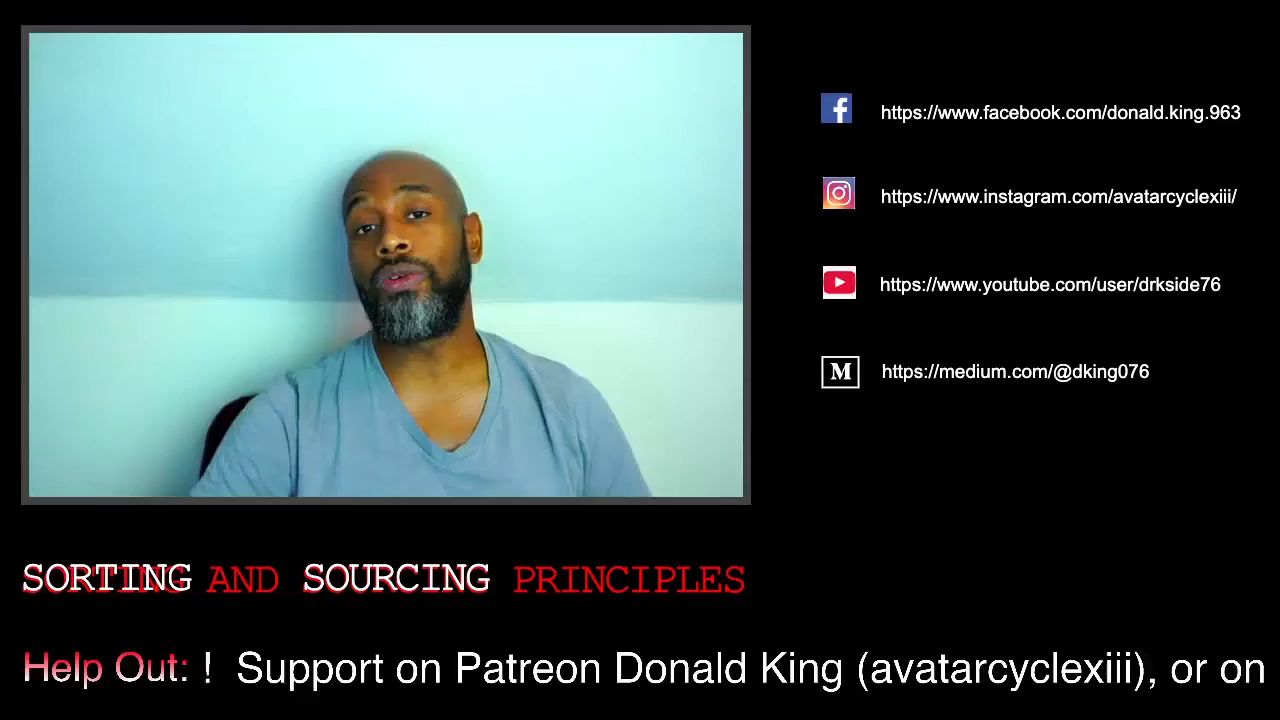 f https://www.facebook.com/donald.king.963
https://www.instagram.com/avatarcyclexiii/
https://www.youtube.com/user/drkside76
M https://medium.com/@dking076
SORTING AND SOURCING PRINCIPLES
Help Out: ! Support on Patreon Donald King (avatarcyclexiii), or on